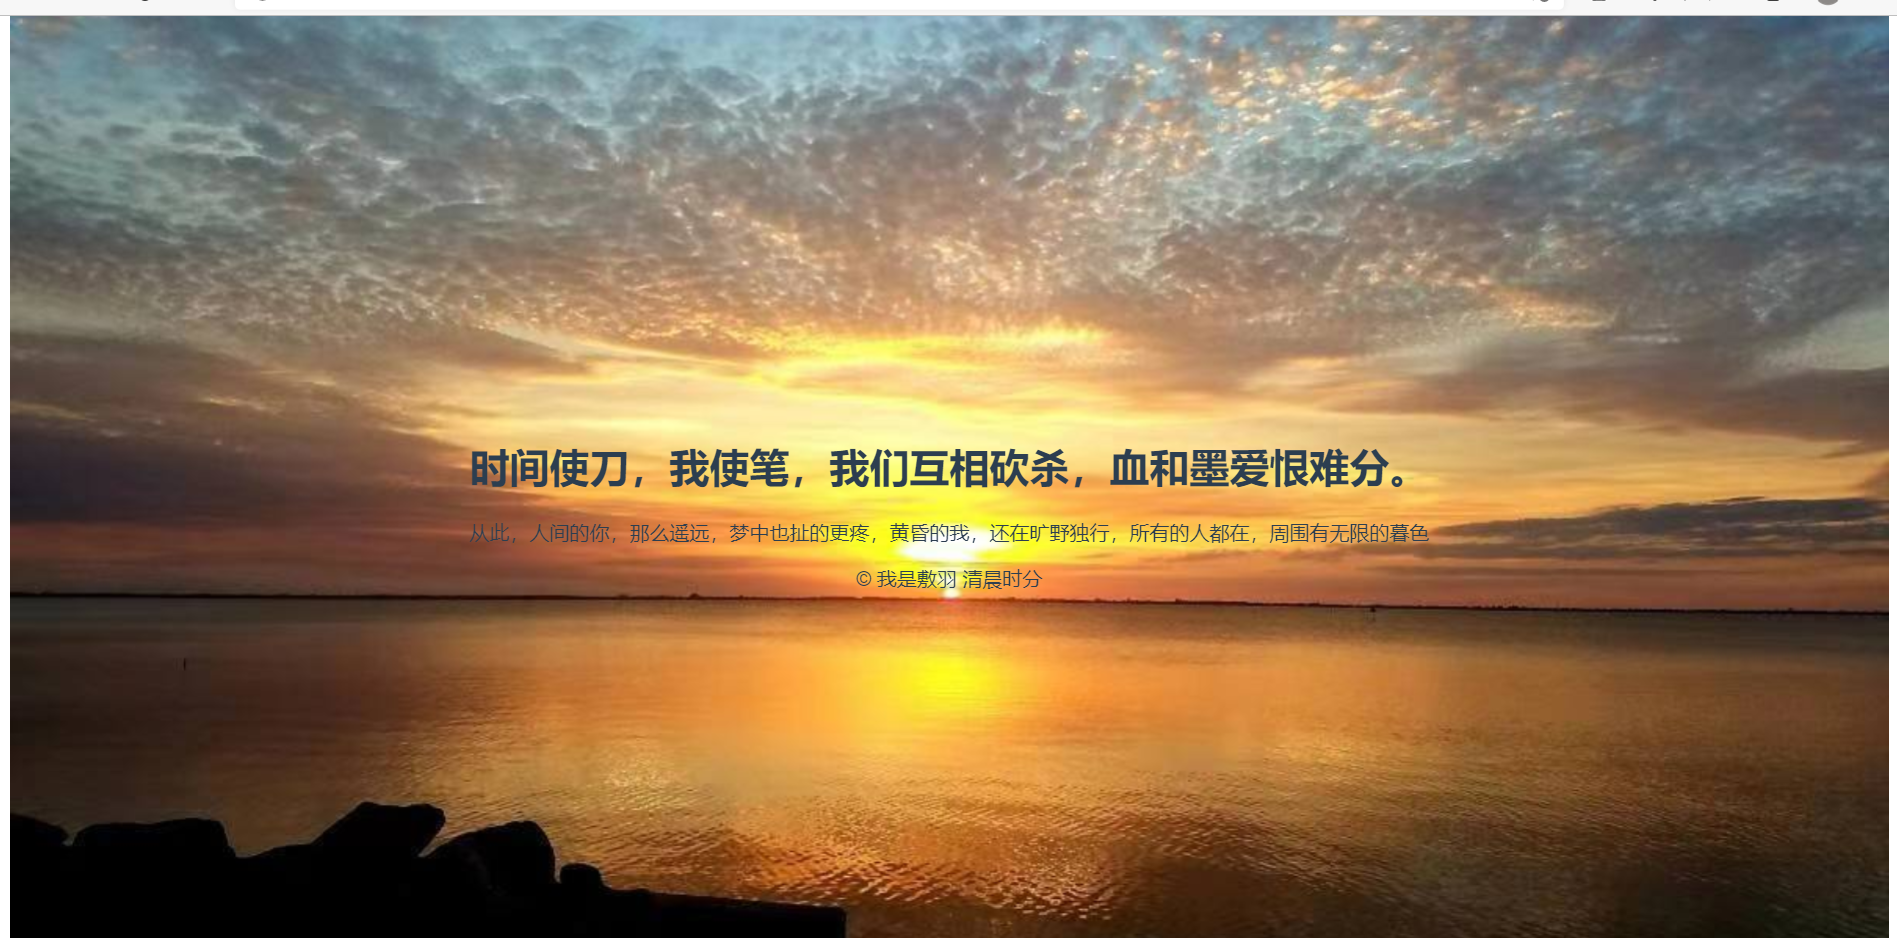 时间使刀，我使笔，我们互相砍杀，血和墨爱恨难分。
从此，人间的你，那么遥远，梦中也扯的更疼，黄昏的我，还在旷野独行，所有的人都在，周围有无限的暮色
© 我是敷羽 清晨时分